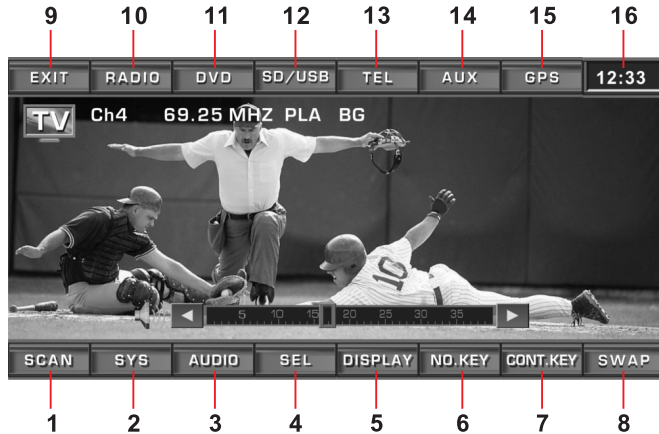 9 10 11 12 13 14 15 16
EXIT RADIO DVD SD/USB TEL AUX GPS 12:33
TV Ch4 69.25 MHZ PLA BG
10
5 10 15 20 25 30 35
SCAN SYS AUDIO SEL DISPLAY NO.KEY CONT.KEY SWAP
1 2 3 4 5 6 7 8